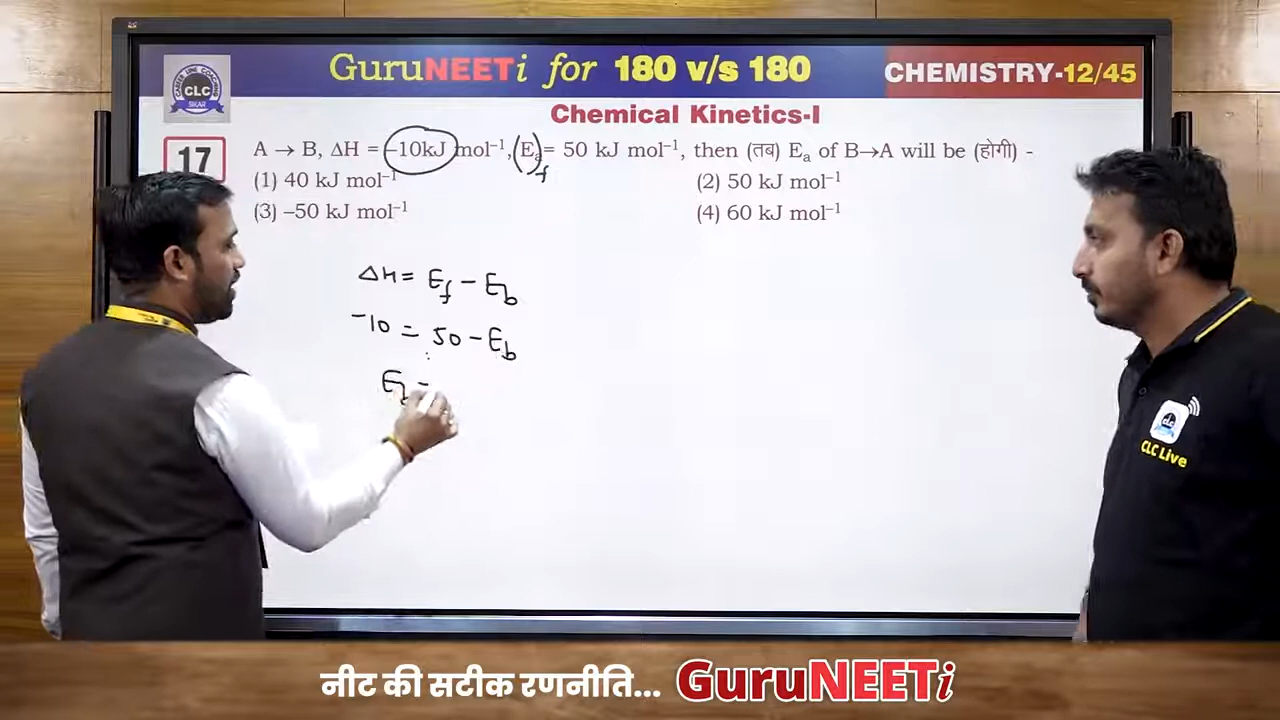 GuruNEETi for 180 v/s 180
CHEMISTRY-12/45
CLC
SIKAR
Chemical Kinetics-I
17
A → B, ΔH = –10kJ mol⁻¹, (Eₐ)f = 50 kJ mol⁻¹, then (तब) Eₐ of B→A will be (होगी) -
(1) 40 kJ mol⁻¹
(2) 50 kJ mol⁻¹
(3) –50 kJ mol⁻¹
(4) 60 kJ mol⁻¹
ΔH = Ef – Eb
-10 = 50 – Eb
Eb =
CLC
CLC Live
नीट की सटीक रणनीति... GuruNEETi